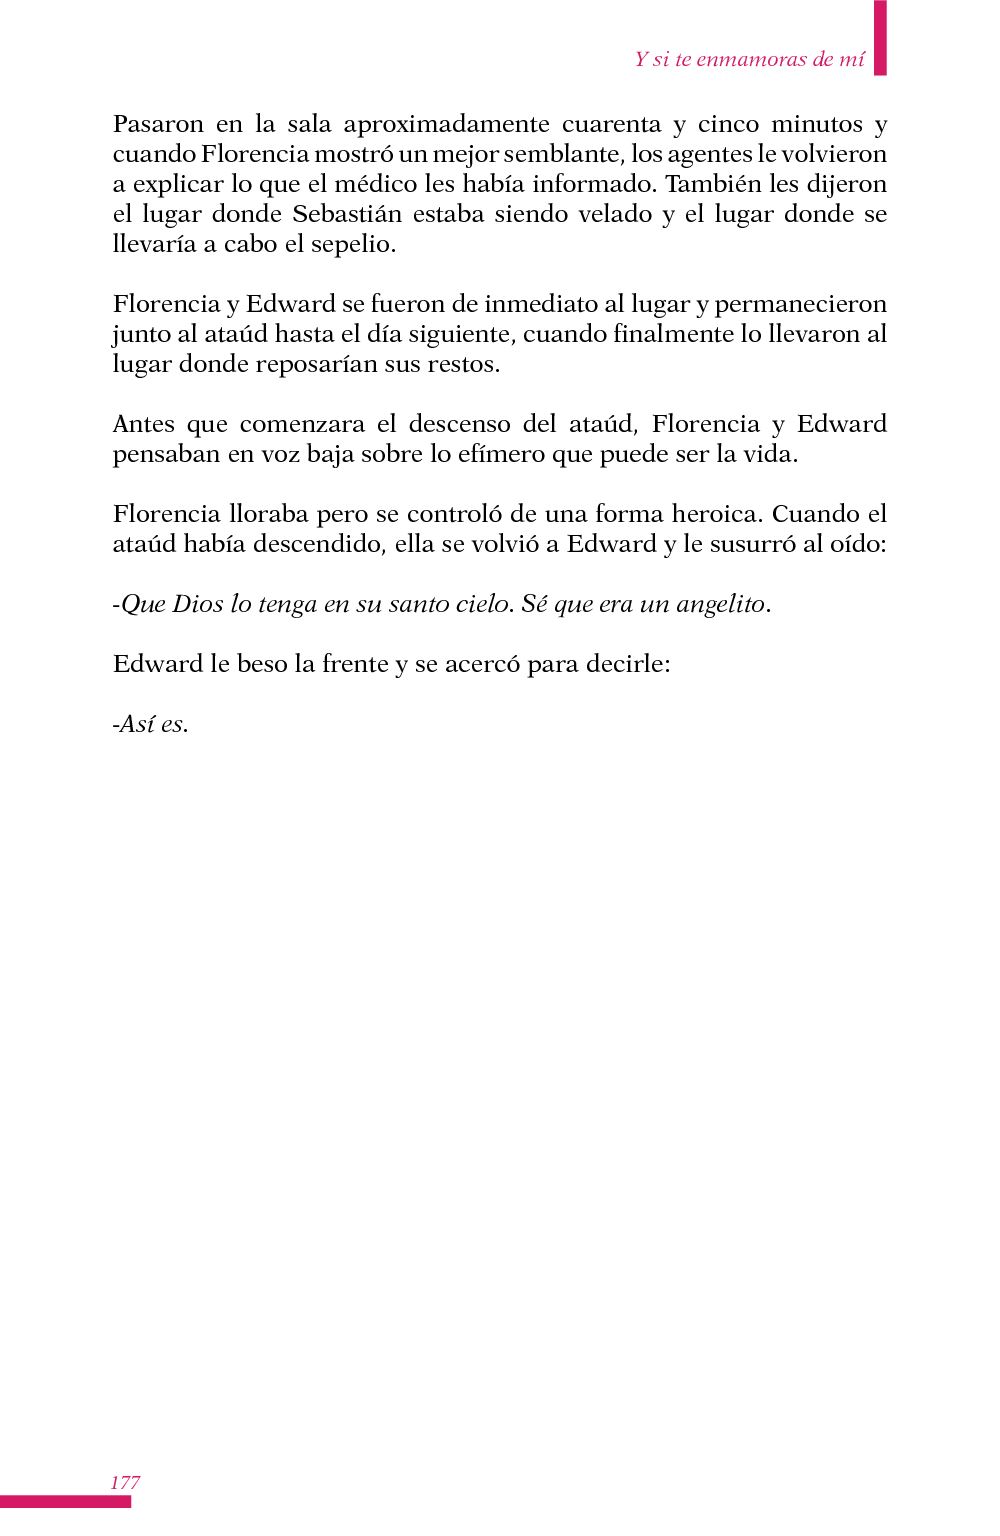 Y si te enmamoras de mí
Pasaron en la sala aproximadamente cuarenta y cinco minutos y
cuando Florencia mostró un mejor semblante, los agentes le volvieron
a explicar lo que el médico les había informado. También les dijeron
el lugar donde Sebastián estaba siendo velado y el lugar donde se
llevaría a cabo el sepelio.
Florencia y Edward se fueron de inmediato al lugar y permanecieron
junto al ataúd hasta el día siguiente, cuando finalmente lo llevaron al
lugar donde reposarían sus restos.
Antes que comenzara el descenso del ataúd, Florencia y Edward
pensaban en voz baja sobre lo efímero que puede ser la vida.
Florencia lloraba pero se controló de una forma heroica. Cuando el
ataúd había descendido, ella se volvió a Edward y le susurró al oído:
-Que Dios lo tenga en su santo cielo. Sé que era un angelito.
Edward le beso la frente y se acercó para decirle:
-Así es.
177